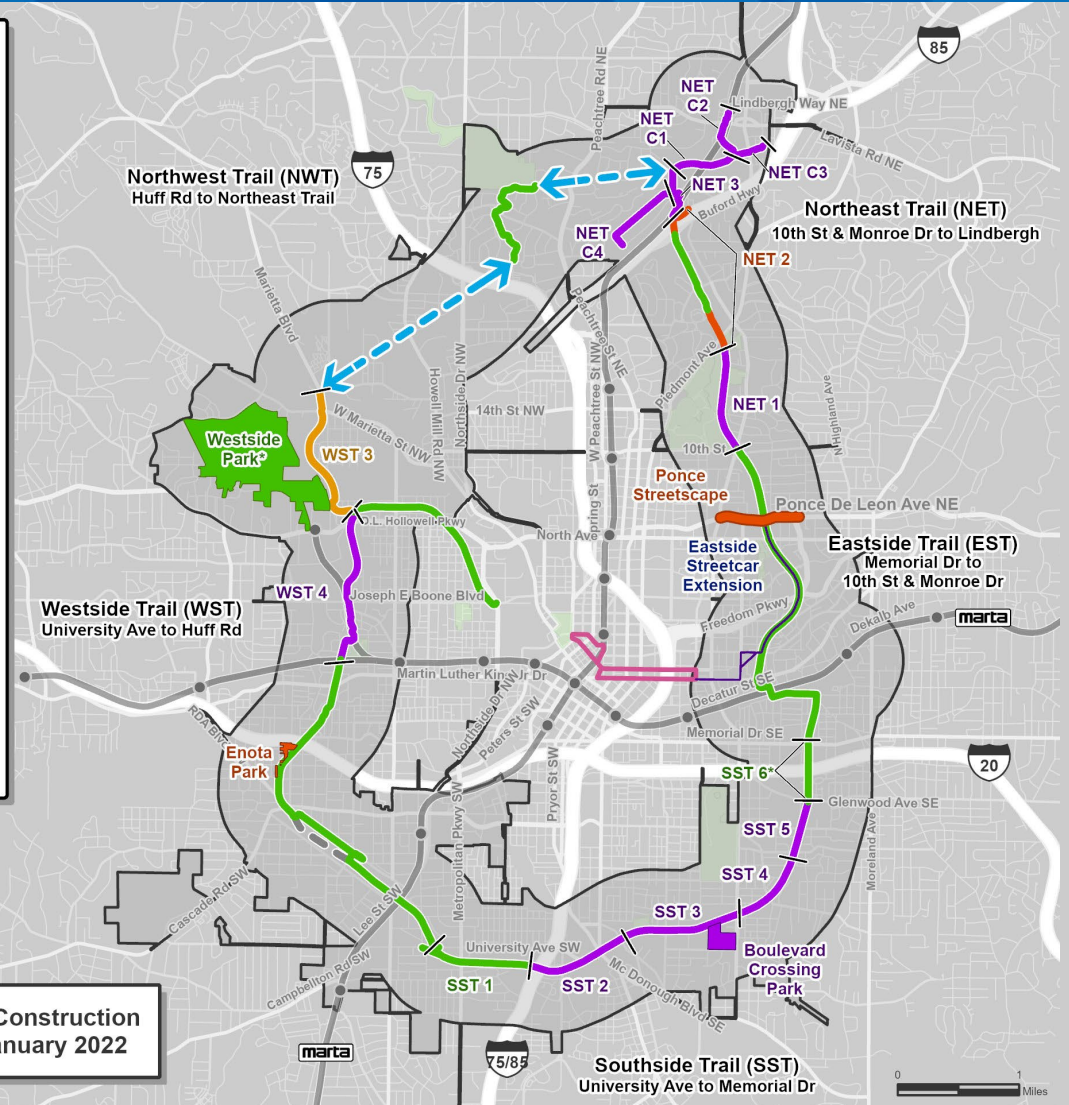 85
Peachtree Rd NE
NET
C2
Lindbergh Way NE
NET
C1
Lavista Rd NE
75
Northwest Trail (NWT)
Huff Rd to Northeast Trail
NET C3
NET 3
Buford Hwy
Northeast Trail (NET)
10th St & Monroe Dr to Lindbergh
NET
C4
NET 2
Marietta Blvd
Peachtree St NE
Piedmont Ave
W Peachtree St NW
Northside Dr NW
Howell Mill Rd NW
14th St NW
NET 1
N Highland Ave
W Marietta St NW
Westside
Park*
WST 3
10th St
Ponce
Streetscape
Ponce De Leon Ave NE
Spring St
D.L. Hollowell Pkwy
North Ave
Eastside
Streetcar
Extension
Eastside Trail (EST)
Memorial Dr to
10th St & Monroe Dr
WST 4
Joseph E Boone Blvd
Westside Trail (WST)
University Ave to Huff Rd
Freedom Pkwy
Dekalb Ave
marta
Martin Luther King Jr Dr
Decatur St SE
Northside Dr NW
Peters St SW
RDA Blvd
Memorial Dr SE
Enota
Park
Pryor St SW
20
SST 6*
Metropolitan Pkwy SW
Glenwood Ave SE
SST 5
Moreland Ave
SST 4
Cascade Rd SW
Lee St SW
SST 3
University Ave SW
Boulevard
Crossing
Park
Campbellton Rd SW
SST 1
SST 2
Mc Donough Blvd SE
Construction
anuary 2022
marta
75/85
Southside Trail (SST)
University Ave to Memorial Dr
0 1
Miles